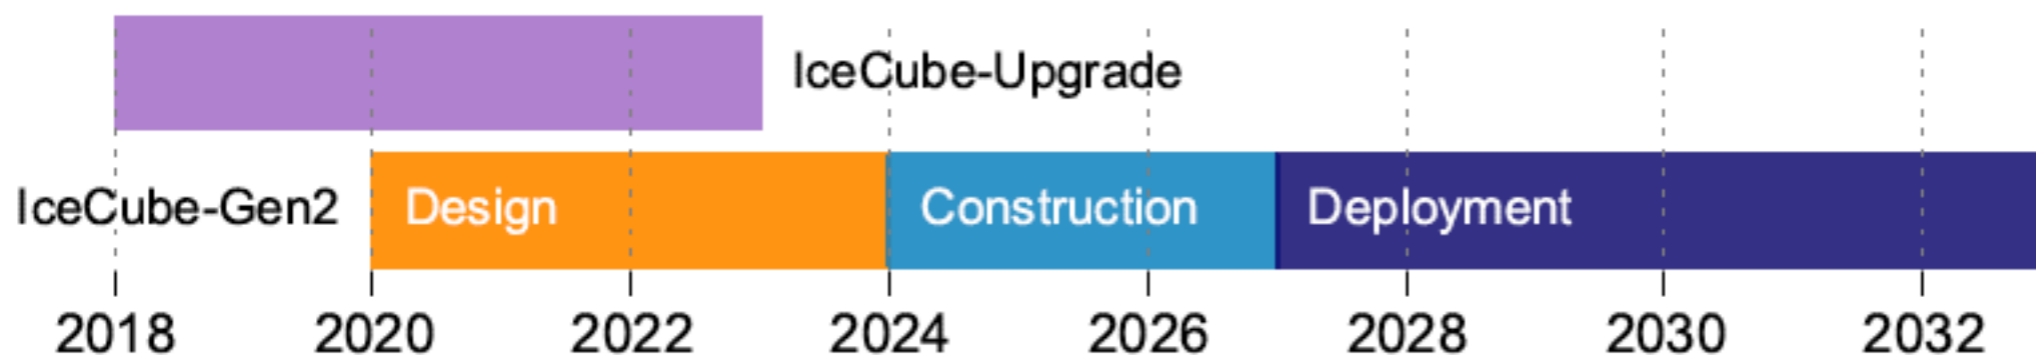 IceCube-Upgrade
IceCube-Gen2 Design Construction Deployment
2018 2020 2022 2024 2026 2028 2030 2032